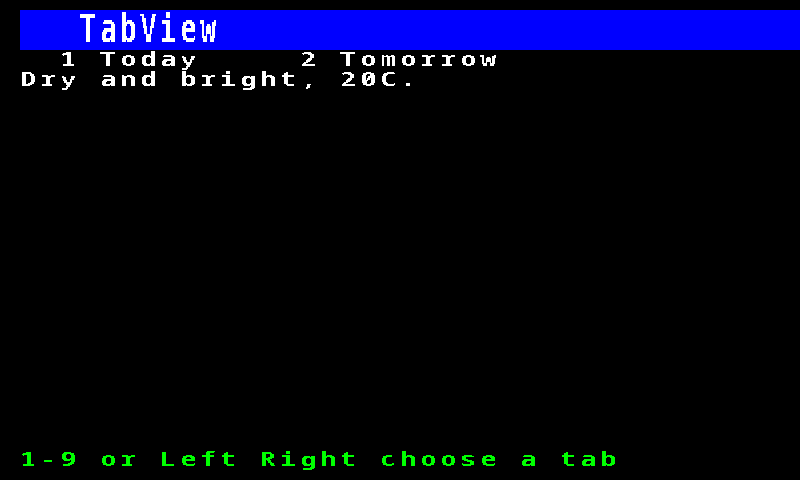 TabView
1 Today 2 Tomorrow
Dry and bright, 20C.
1-9 or Left Right choose a tab